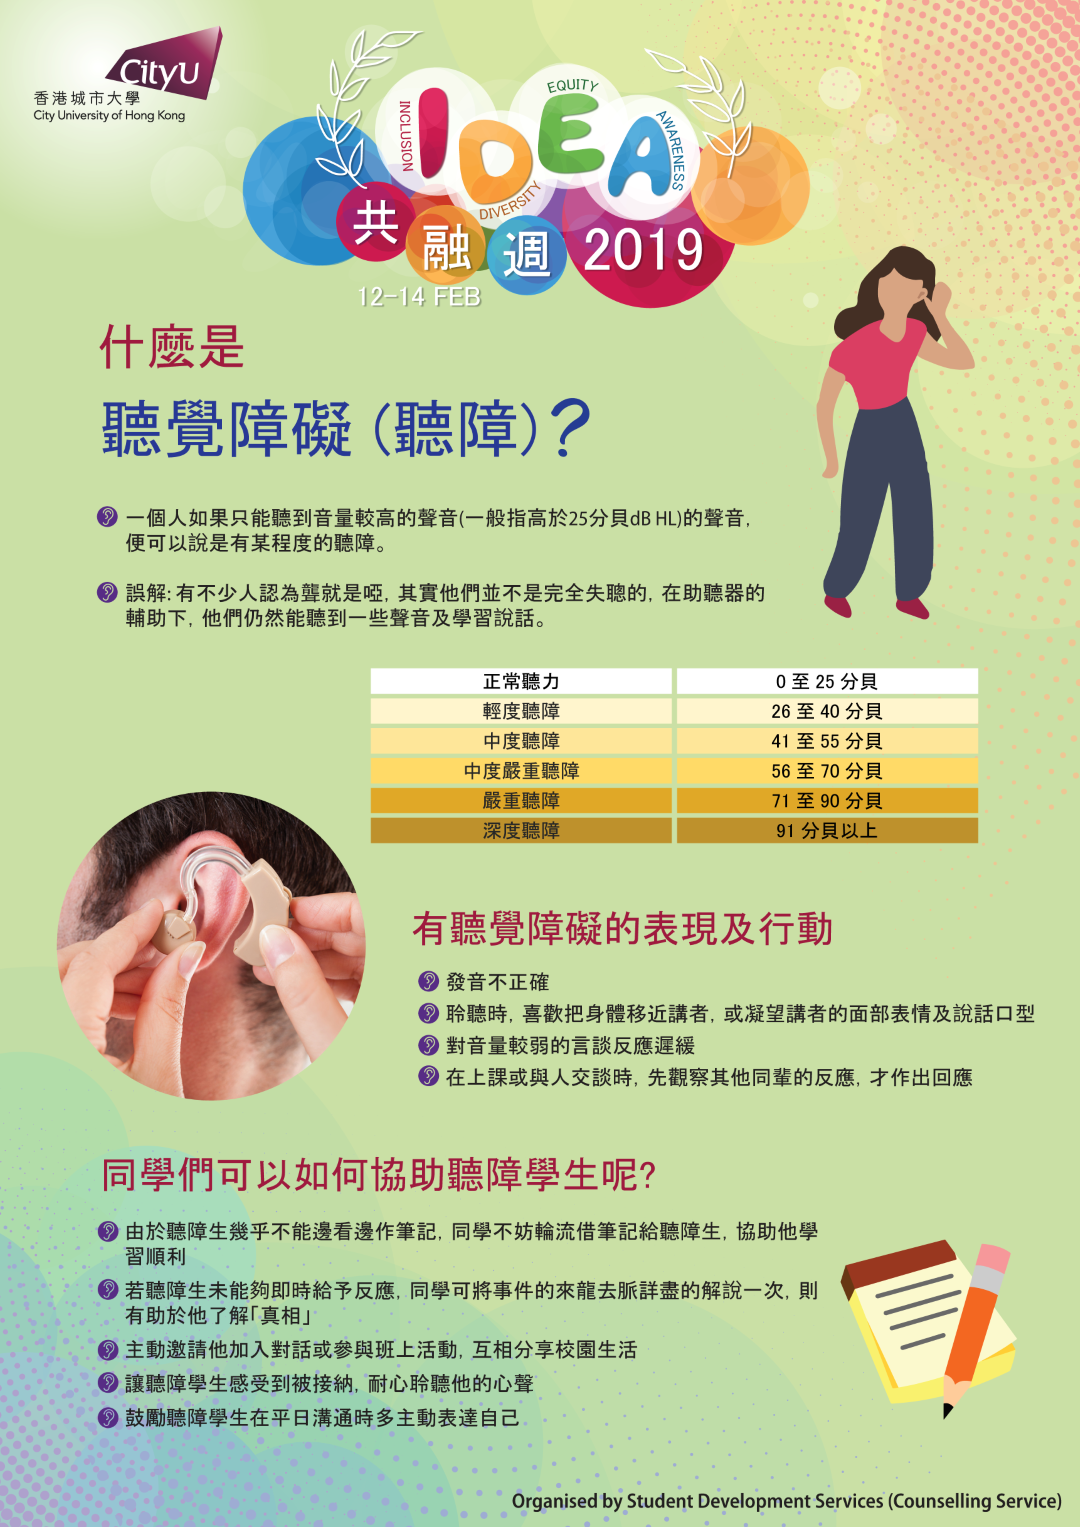 CityU
香港城市大學
City University of Hong Kong
IDEA
INCLUSION
DIVERSITY
EQUITY
AWARENESS
共融週 2019
12-14 FEB
什麼是
聽覺障礙 (聽障)?
一個人如果只能聽到音量較高的聲音(一般指高於25分貝dB HL)的聲音,
便可以說是有某程度的聽障。
誤解: 有不少人認為聾就是啞, 其實他們並不是完全失聰的, 在助聽器的
輔助下, 他們仍然能聽到一些聲音及學習說話。
正常聽力 0 至 25 分貝
輕度聽障 26 至 40 分貝
中度聽障 41 至 55 分貝
中度嚴重聽障 56 至 70 分貝
嚴重聽障 71 至 90 分貝
深度聽障 91 分貝以上
有聽覺障礙的表現及行動
發音不正確
聆聽時, 喜歡把身體移近講者, 或凝望講者的面部表情及說話口型
對音量較弱的言談反應遲緩
在上課或與人交談時, 先觀察其他同輩的反應, 才作出回應
同學們可以如何協助聽障學生呢?
由於聽障生幾乎不能邊看邊作筆記, 同學不妨輪流借筆記給聽障生, 協助他學
習順利
若聽障生未能夠即時給予反應, 同學可將事件的來龍去脈詳盡的解說一次, 則
有助於他了解「真相」
主動邀請他加入對話或參與班上活動, 互相分享校園生活
讓聽障學生感受到被接納, 耐心聆聽他的心聲
鼓勵聽障學生在平日溝通時多主動表達自己
Organised by Student Development Services (Counselling Service)